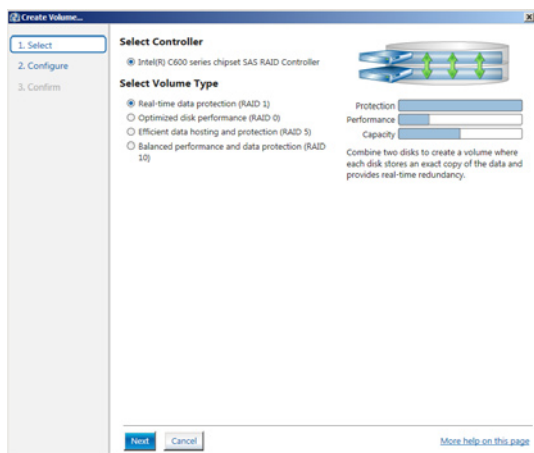 Create Volume...
1. Select
2. Configure
3. Confirm
Select Controller
Intel(R) C600 series chipset SAS RAID Controller
Select Volume Type
Real-time data protection (RAID 1)
Optimized disk performance (RAID 0)
Efficient data hosting and protection (RAID 5)
Balanced performance and data protection (RAID
10)
Protection
Performance
Capacity
Combine two disks to create a volume where
each disk stores an exact copy of the data and
provides real-time redundancy.
Next
Cancel
More help on this page